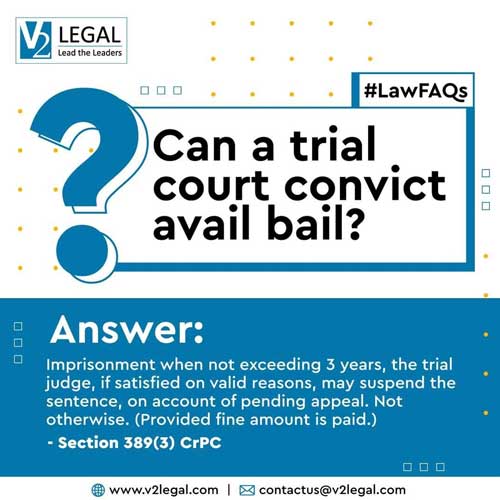 V2 LEGAL
Lead the Leaders
#LawFAQs
?
Can a trial
court convict
avail bail?
Answer:
Imprisonment when not exceeding 3 years, the trial
judge, if satisfied on valid reasons, may suspend the
sentence, on account of pending appeal. Not
otherwise. (Provided fine amount is paid.)
- Section 389(3) CrPC
www.v2legal.com | contactus@v2legal.com